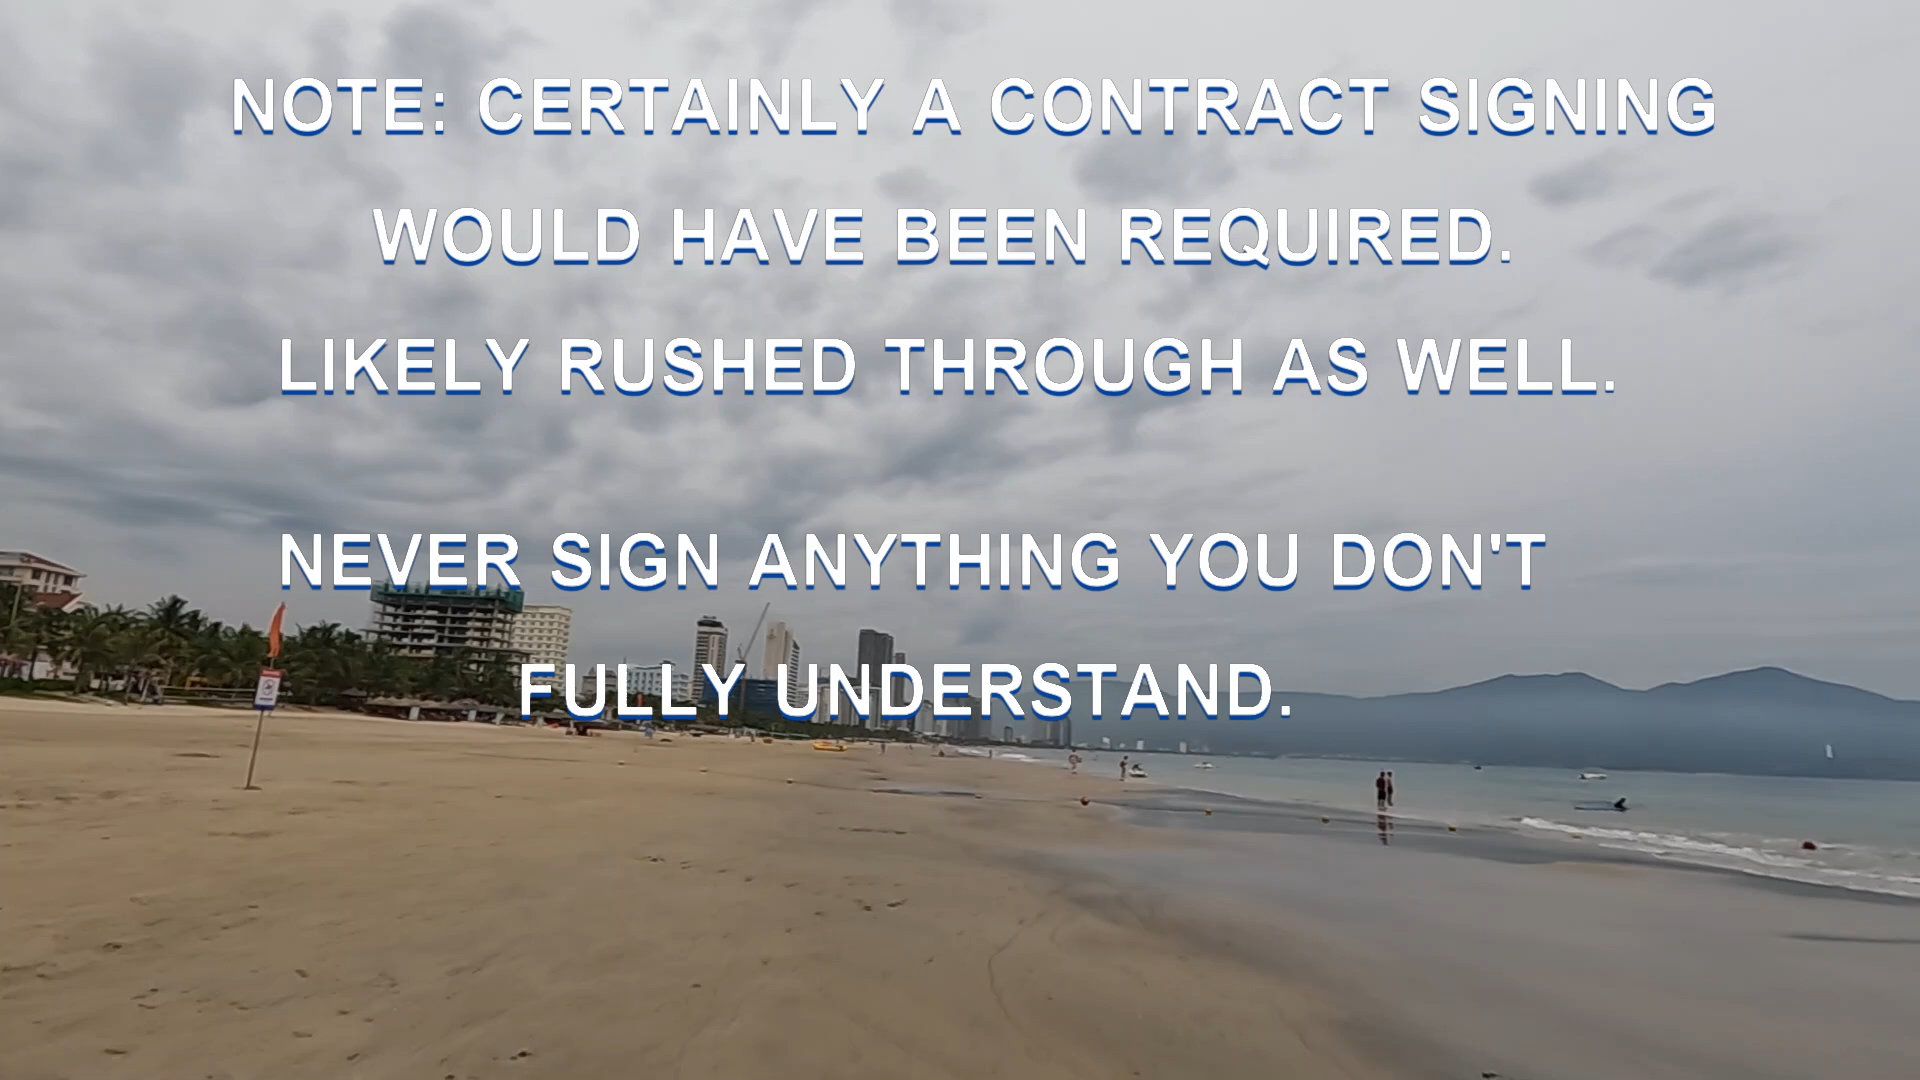 NOTE: CERTAINLY A CONTRACT SIGNING
WOULD HAVE BEEN REQUIRED.
LIKELY RUSHED THROUGH AS WELL.
NEVER SIGN ANYTHING YOU DON'T
FULLY UNDERSTAND.